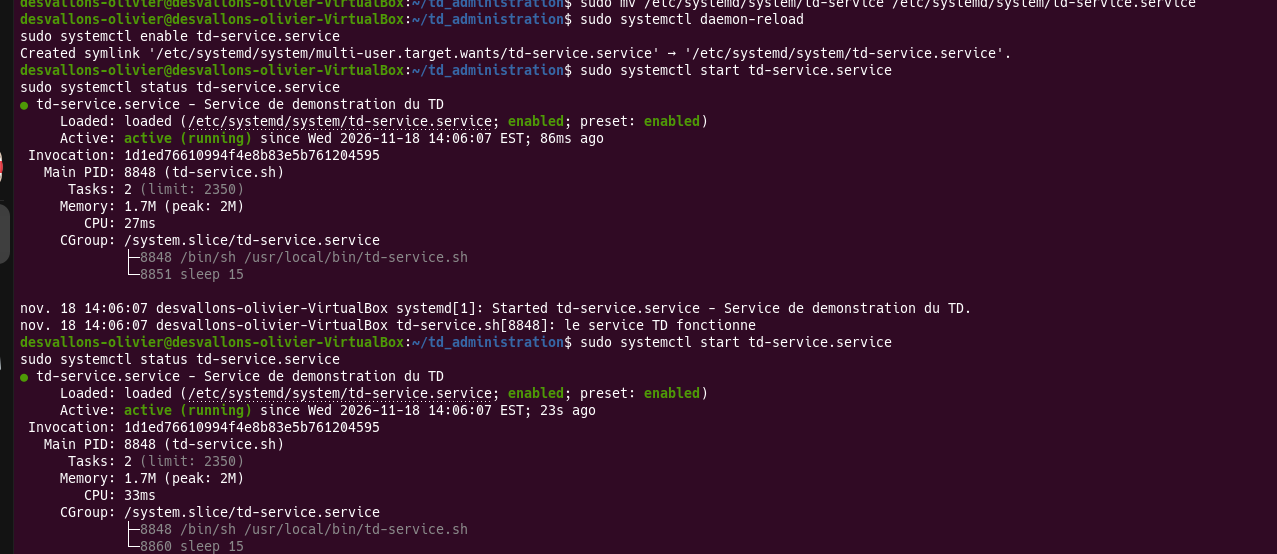 desvallons-olivier@desvallons-olivier-VirtualBox:~/td_administration$ sudo mv /etc/systemd/system/td-service /etc/systemd/system/td-service.service
desvallons-olivier@desvallons-olivier-VirtualBox:~/td_administration$ sudo systemctl daemon-reload
sudo systemctl enable td-service.service
Created symlink '/etc/systemd/system/multi-user.target.wants/td-service.service' → '/etc/systemd/system/td-service.service'.
desvallons-olivier@desvallons-olivier-VirtualBox:~/td_administration$ sudo systemctl start td-service.service
sudo systemctl status td-service.service
● td-service.service - Service de demonstration du TD
     Loaded: loaded (/etc/systemd/system/td-service.service; enabled; preset: enabled)
     Active: active (running) since Wed 2026-11-18 14:06:07 EST; 86ms ago
 Invocation: 1d1ed76610994f4e8b83e5b761204595
   Main PID: 8848 (td-service.sh)
      Tasks: 2 (limit: 2350)
     Memory: 1.7M (peak: 2M)
        CPU: 27ms
     CGroup: /system.slice/td-service.service
             ├─8848 /bin/sh /usr/local/bin/td-service.sh
             └─8851 sleep 15

nov. 18 14:06:07 desvallons-olivier-VirtualBox systemd[1]: Started td-service.service - Service de demonstration du TD.
nov. 18 14:06:07 desvallons-olivier-VirtualBox td-service.sh[8848]: le service TD fonctionne
desvallons-olivier@desvallons-olivier-VirtualBox:~/td_administration$ sudo systemctl start td-service.service
sudo systemctl status td-service.service
● td-service.service - Service de demonstration du TD
     Loaded: loaded (/etc/systemd/system/td-service.service; enabled; preset: enabled)
     Active: active (running) since Wed 2026-11-18 14:06:07 EST; 23s ago
 Invocation: 1d1ed76610994f4e8b83e5b761204595
   Main PID: 8848 (td-service.sh)
      Tasks: 2 (limit: 2350)
     Memory: 1.7M (peak: 2M)
        CPU: 33ms
     CGroup: /system.slice/td-service.service
             ├─8848 /bin/sh /usr/local/bin/td-service.sh
             └─8860 sleep 15